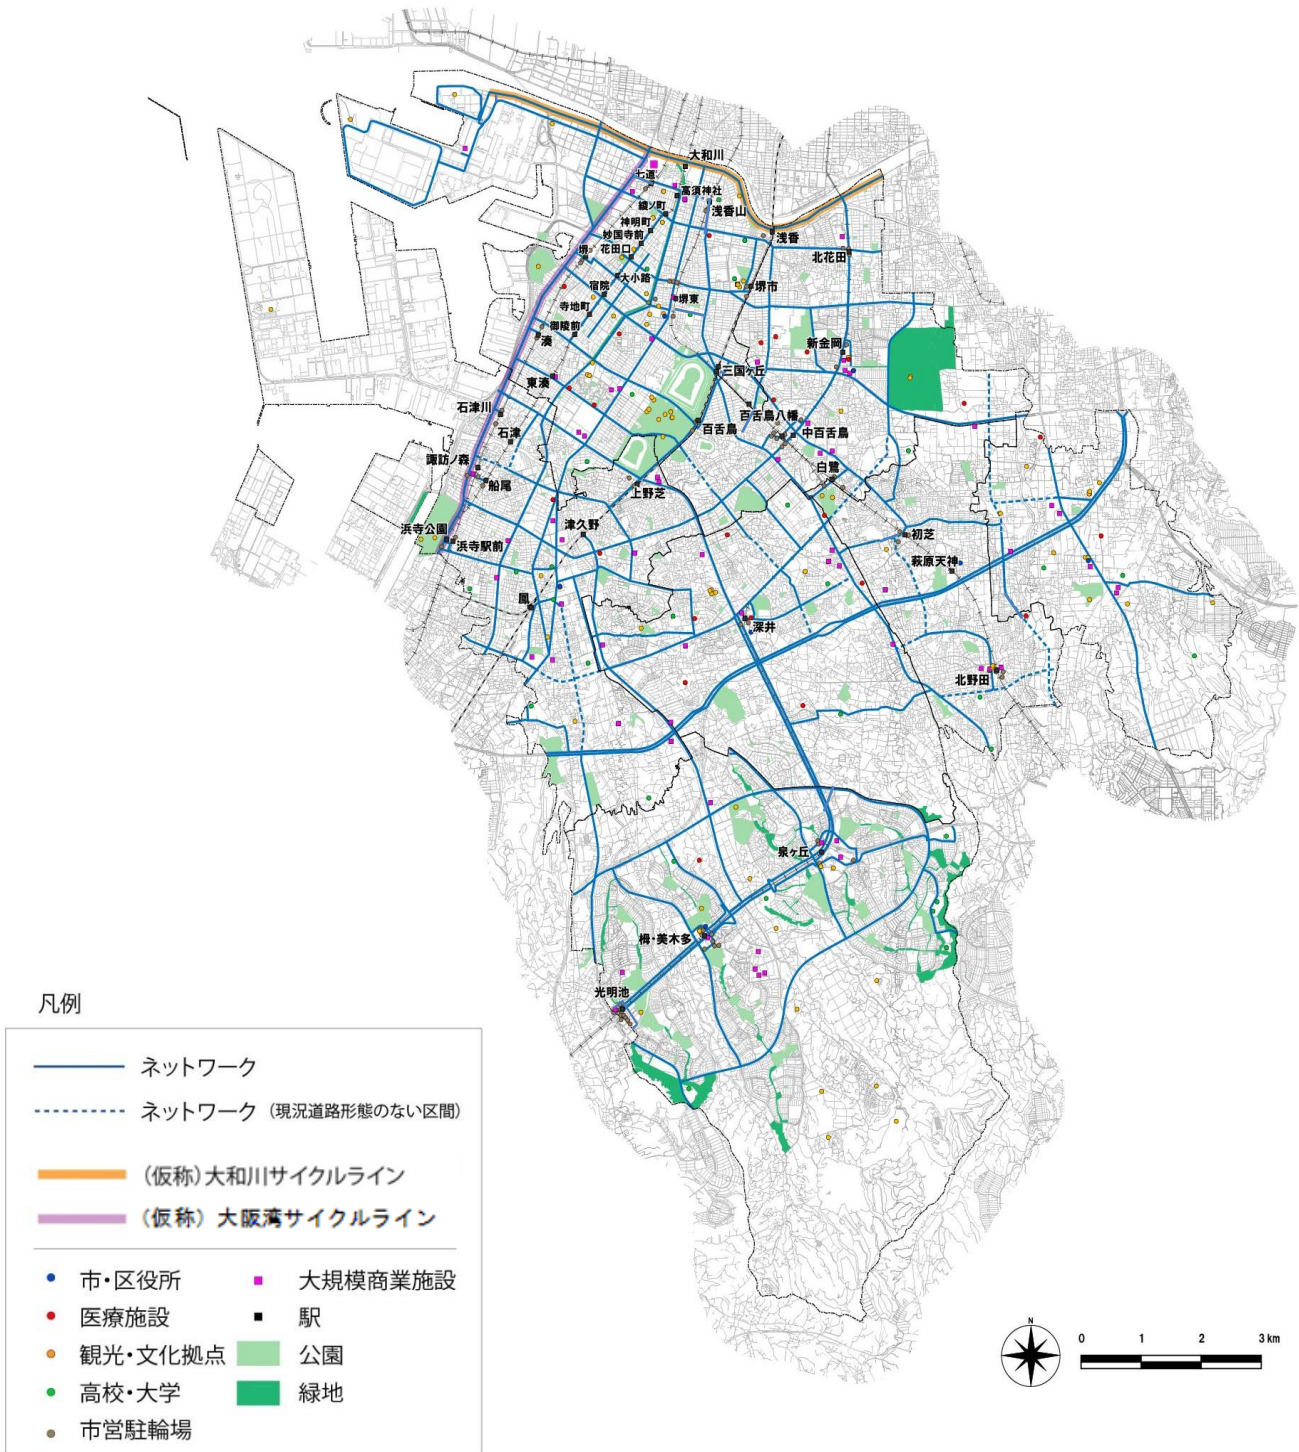 大和川
七道
高須神社
綾ノ町
浅香山
神明町
妙国寺前
浅香
堺
花田口
北花田
大小路
宿院
堺市
堺東
寺地町
御陵前
湊
新金岡
三国ヶ丘
東湊
石津川
百舌鳥八幡
百舌鳥
中百舌鳥
石津
諏訪ノ森
白鷺
船尾
上野芝
津久野
浜寺公園
浜寺駅前
初芝
萩原天神
鳳
深井
北野田
泉ヶ丘
栂・美木多
光明池
凡例
ネットワーク
ネットワーク (現況道路形態のない区間)
(仮称)大和川サイクルライン
(仮称) 大阪湾サイクルライン
市・区役所
大規模商業施設
医療施設
駅
観光・文化拠点
公園
高校・大学
緑地
市営駐輪場
N
0 1 2 3 km